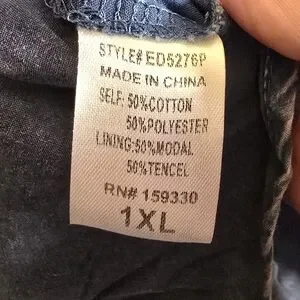 STYLE# ED5276P
MADE IN CHINA
SELF: 50%COTTON
50%POLYESTER
LINING:50%MODAL
50%TENCEL
RN# 159330
1XL